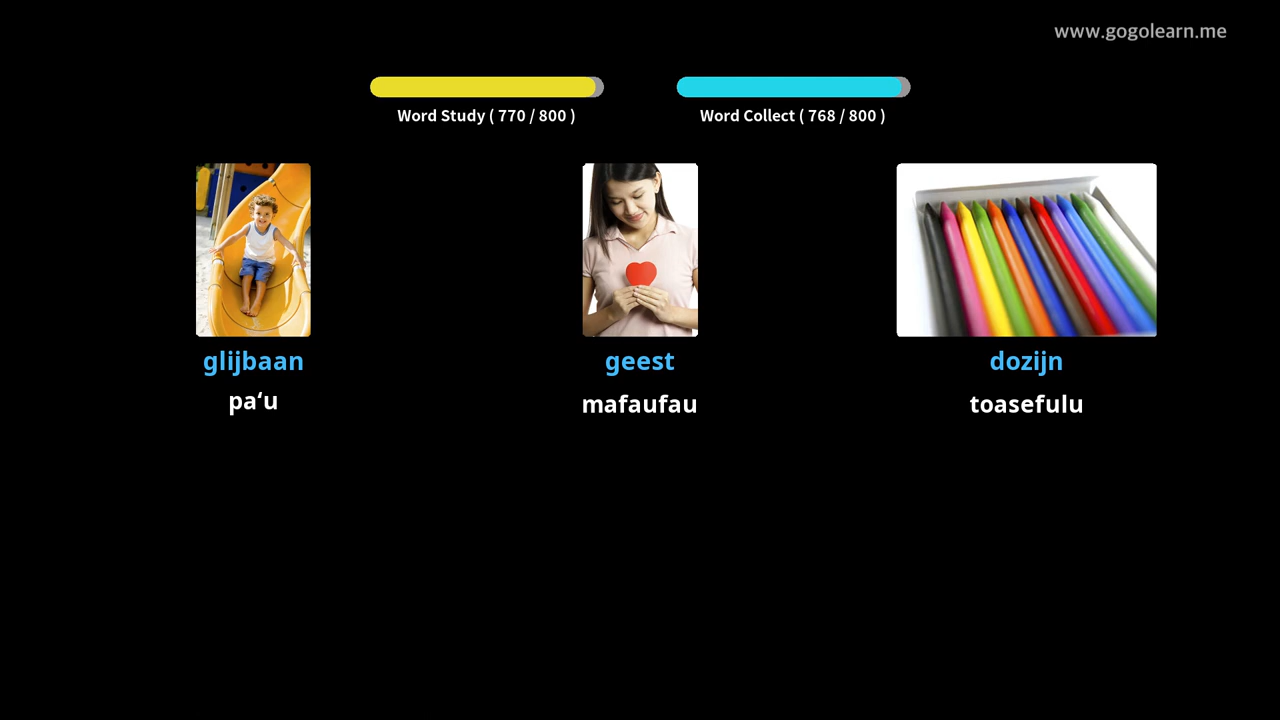 www.gogolearn.me
Word Study ( 770 / 800 )
Word Collect ( 768 / 800 )
glijbaan
geest
dozijn
paʻu
mafaufau
toasefulu